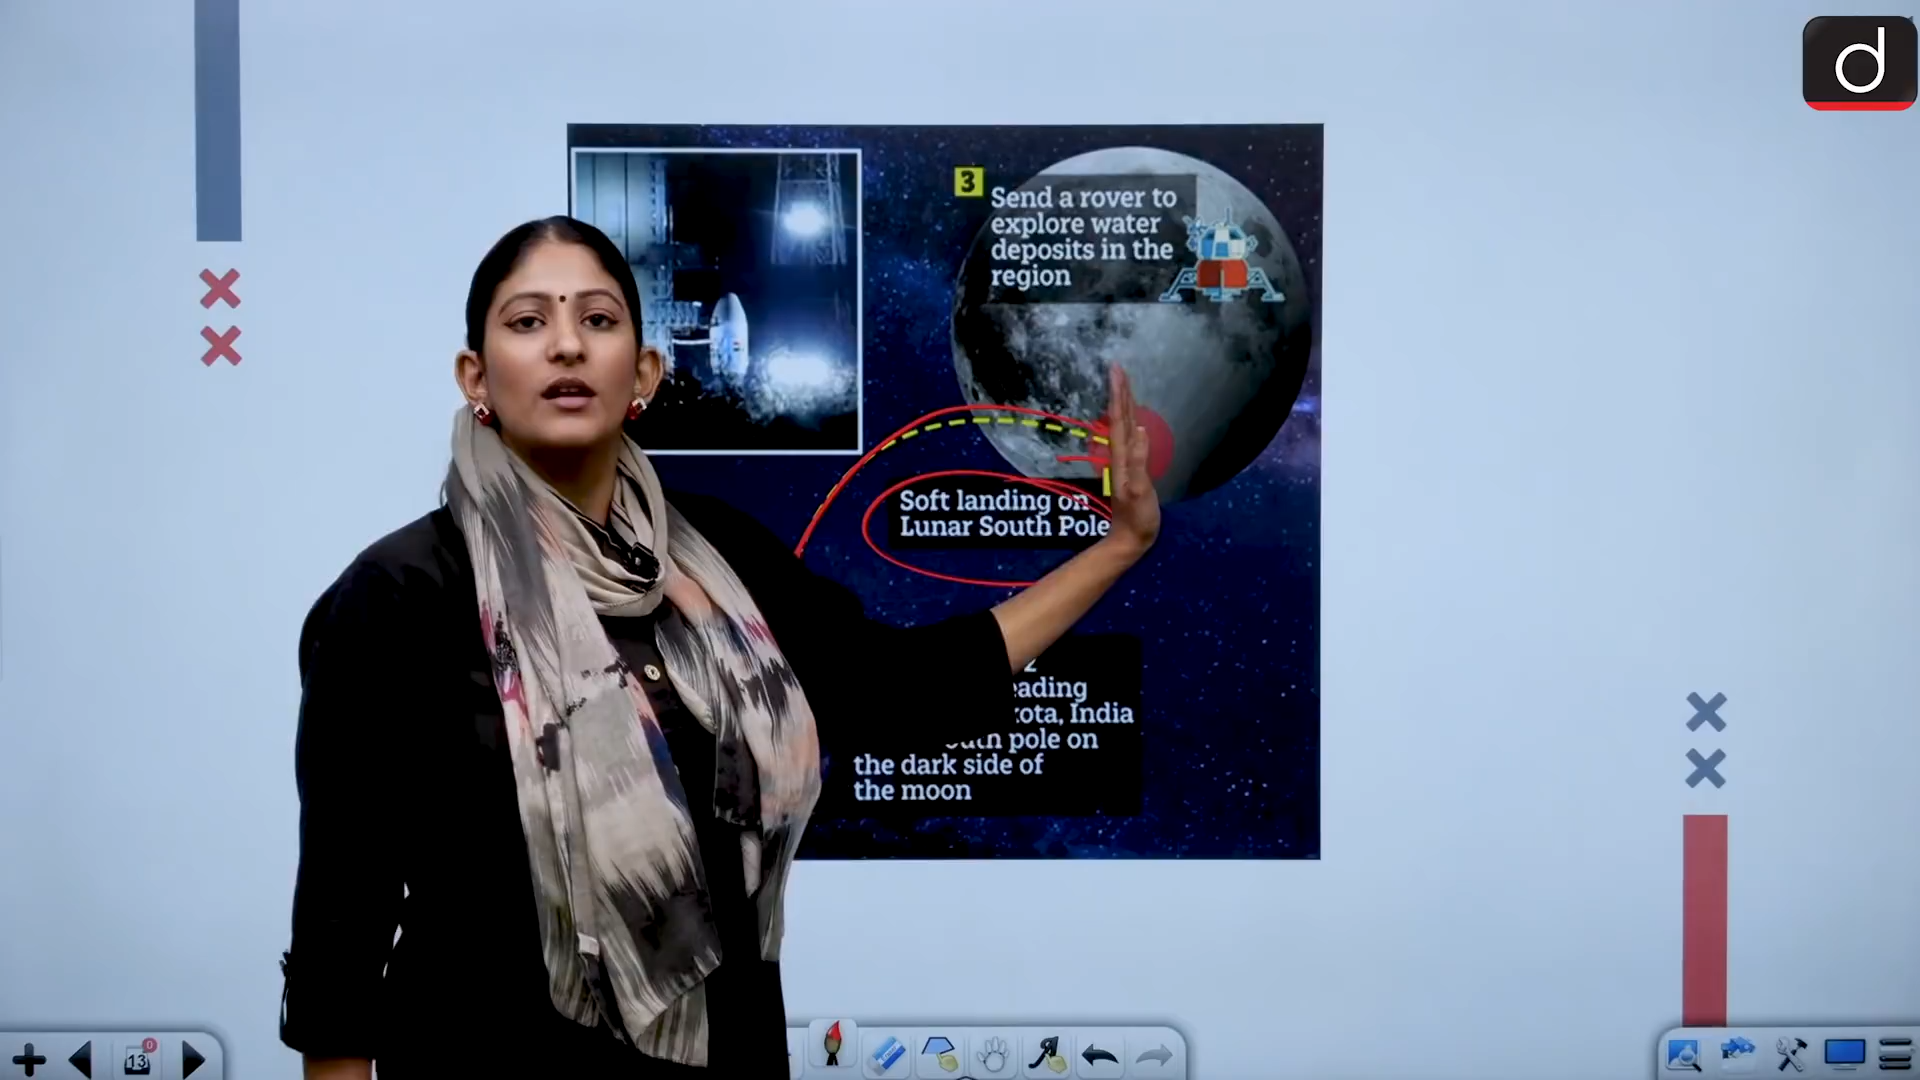 d
3
Send a rover to
explore water
deposits in the
region
Soft landing on
Lunar South Pole
2
India
pole on
the dark side of
the moon
0
13